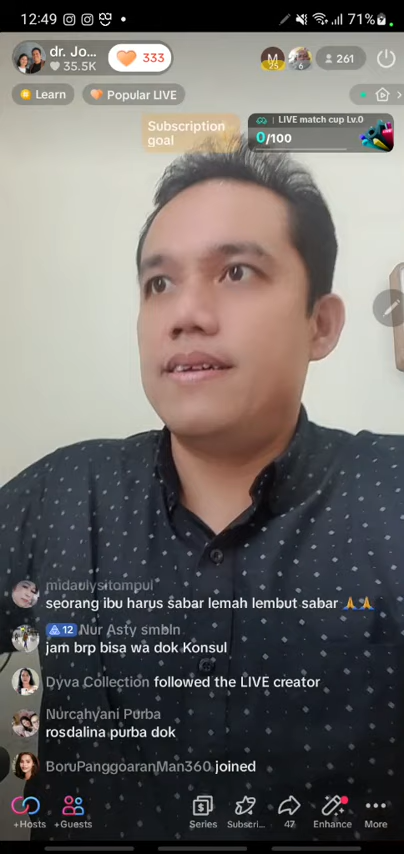 12:49
71%
dr. Jo...
35.5K
333
M
25
6
261
Learn
Popular LIVE
Subscription
goal
LIVE match cup Lv.0
0/100
midaulysitompul
seorang ibu harus sabar lemah lembut sabar 🙏🙏
12 Nur Asty smbln
jam brp bisa wa dok Konsul
Dyva Collection followed the LIVE creator
Nurcahyani Purba
rosdalina purba dok
BoruPanggoaranMan360 joined
+Hosts
+Guests
Series
Subscri...
47
Enhance
More